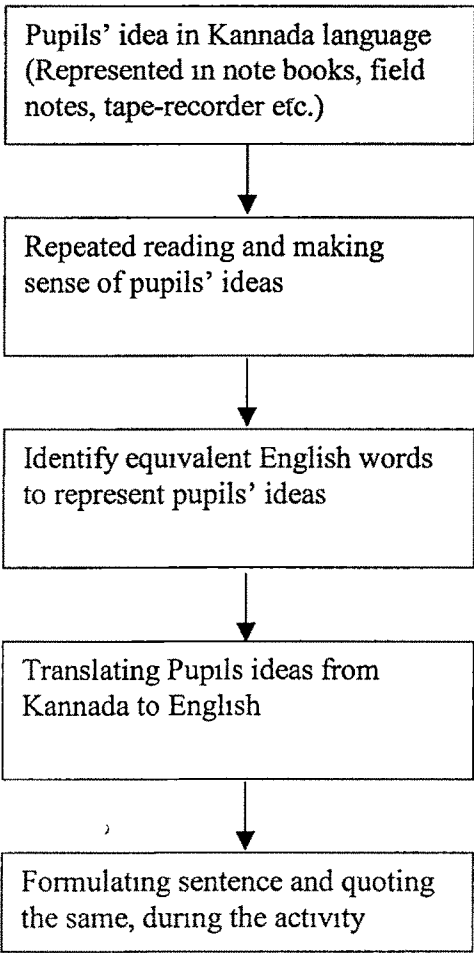 Pupils' idea in Kannada language
(Represented in note books, field
notes, tape-recorder etc.)
Repeated reading and making
sense of pupils' ideas
Identify equivalent English words
to represent pupils' ideas
Translating Pupils ideas from
Kannada to English
Formulating sentence and quoting
the same, during the activity